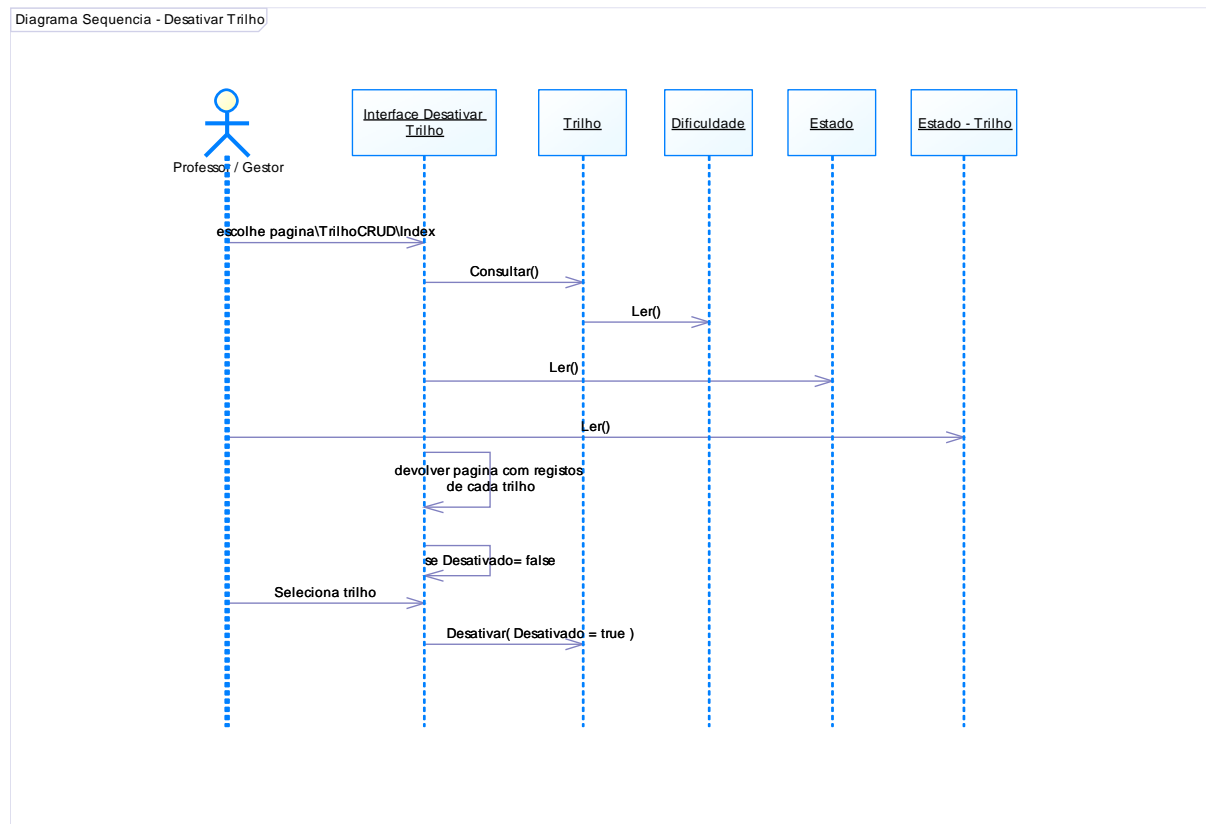 Diagrama Sequencia - Desativar Trilho
Interface Desativar
Trilho
Trilho
Dificuldade
Estado
Estado - Trilho
Professor / Gestor
escolhe pagina\TrilhoCRUD\Index
Consultar()
Ler()
Ler()
Ler()
devolver pagina com registos
de cada trilho
se Desativado= false
Seleciona trilho
Desativar( Desativado = true )